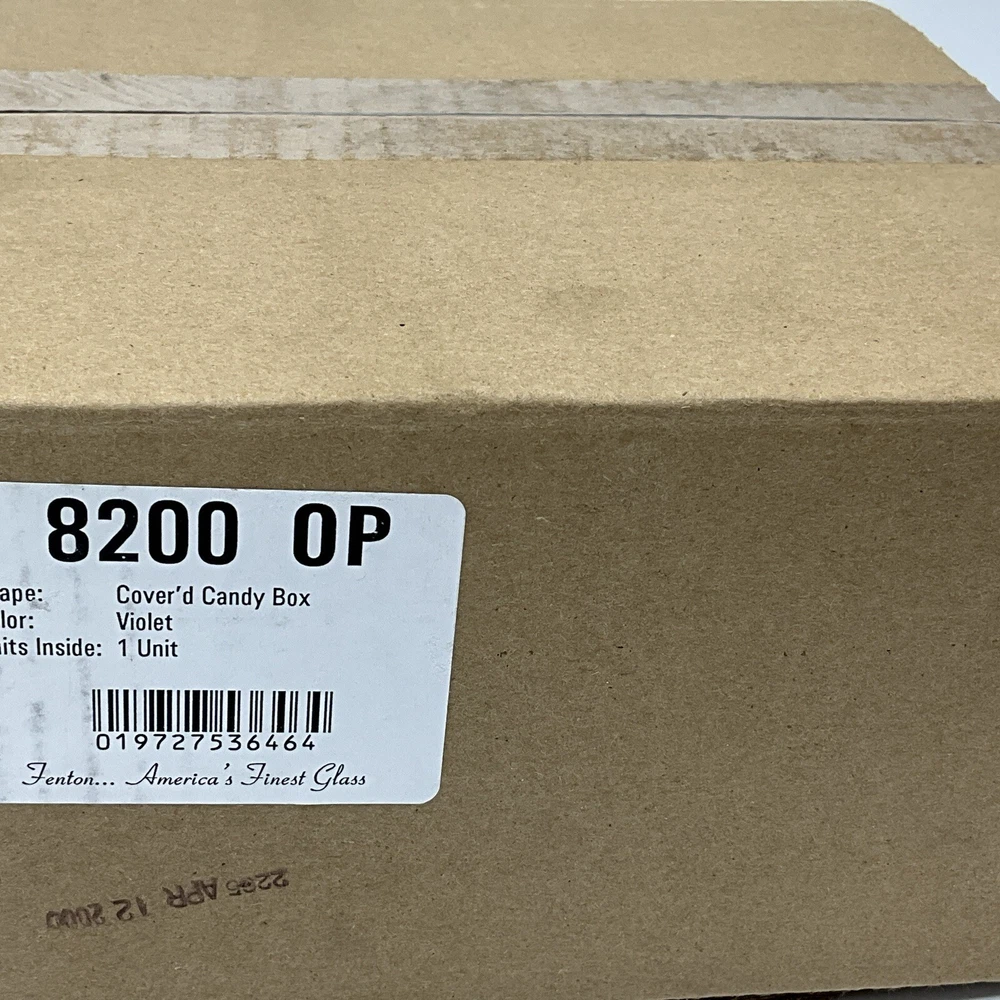 8200 OP
ape: Cover'd Candy Box
lor: Violet
its Inside: 1 Unit
019727536464
Fenton... America's Finest Glass
APR 12 2000